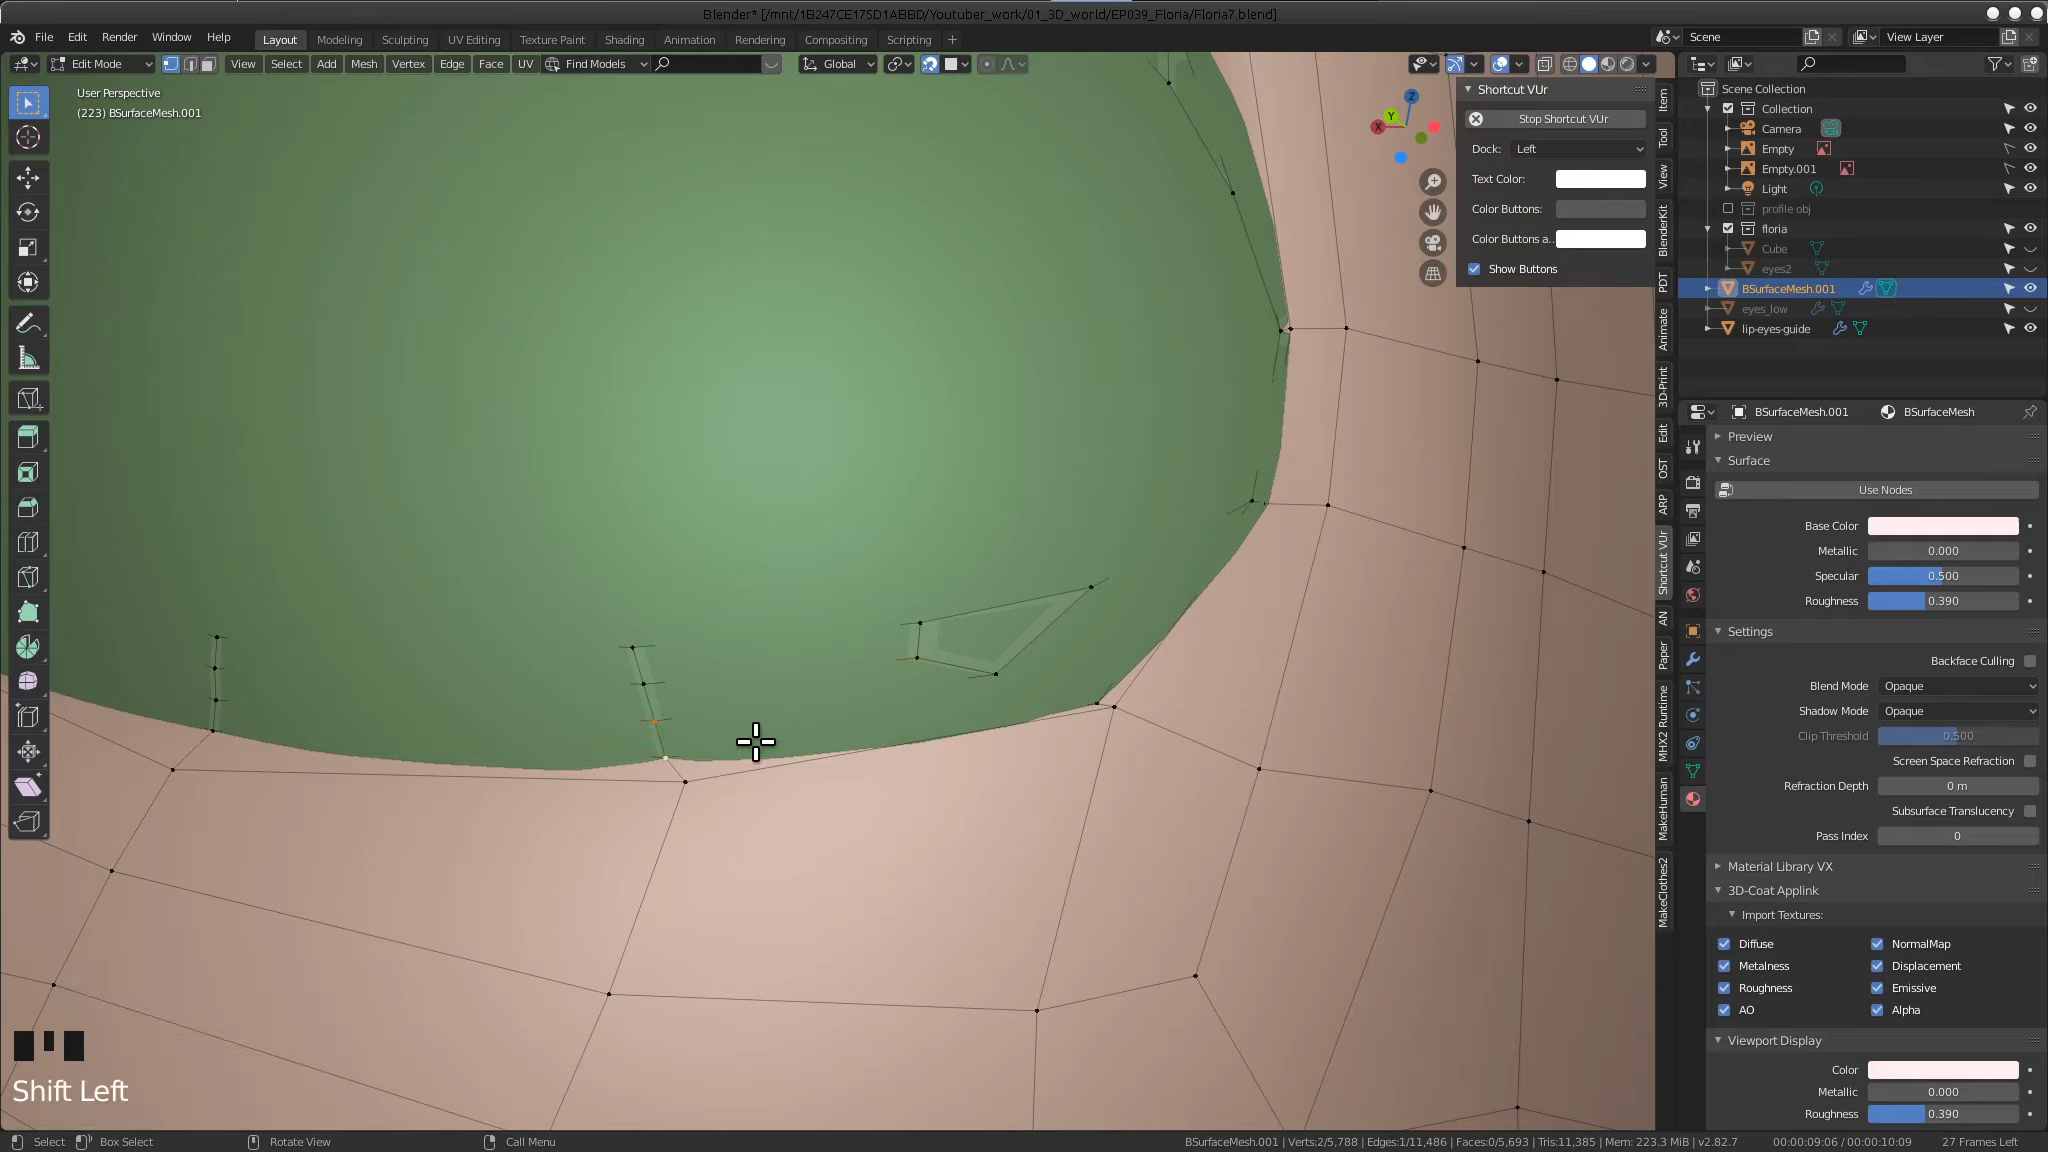 Blender* [/mnt/1B247CE175D1ABBD/Youtuber_work/01_3D_world/EP039_Floria/Floria7.blend]
File Edit Render Window Help Layout Modeling Sculpting UV Editing Texture Paint Shading Animation Rendering Compositing Scripting + Scene View Layer
Edit Mode View Select Add Mesh Vertex Edge Face UV Find Models Global
User Perspective
(223) BSurfaceMesh.001
Z
Y
X
Shortcut VUr
Stop Shortcut VUr
Dock: Left
Text Color:
Color Buttons:
Color Buttons a..
Show Buttons
Item
Tool
View
BlenderKit
PDT
Animate
3D-Print
Edit
OST
ARP
Shortcut VUr
AN
Paper
MHX2 Runtime
MakeHuman
MakeClothes2
Scene Collection
Collection
Camera
Empty
Empty.001
Light
profile obj
floria
Cube
eyes2
BSurfaceMesh.001
eyes_low
lip-eyes-guide
BSurfaceMesh.001 BSurfaceMesh
Preview
Surface
Use Nodes
Base Color
Metallic 0.000
Specular 0.500
Roughness 0.390
Settings
Backface Culling
Blend Mode Opaque
Shadow Mode Opaque
Clip Threshold 0.500
Screen Space Refraction
Refraction Depth 0 m
Subsurface Translucency
Pass Index 0
Material Library VX
3D-Coat Applink
Import Textures:
Diffuse NormalMap
Metalness Displacement
Roughness Emissive
AO Alpha
Viewport Display
Color
Metallic 0.000
Roughness 0.390
Shift Left
Select Box Select Rotate View Call Menu BSurfaceMesh.001 | Verts:2/5,788 | Edges:1/11,486 | Faces:0/5,693 | Tris:11,385 | Mem: 223.3 MiB | v2.82.7 00:00:09:06 / 00:00:10:09 27 Frames Left